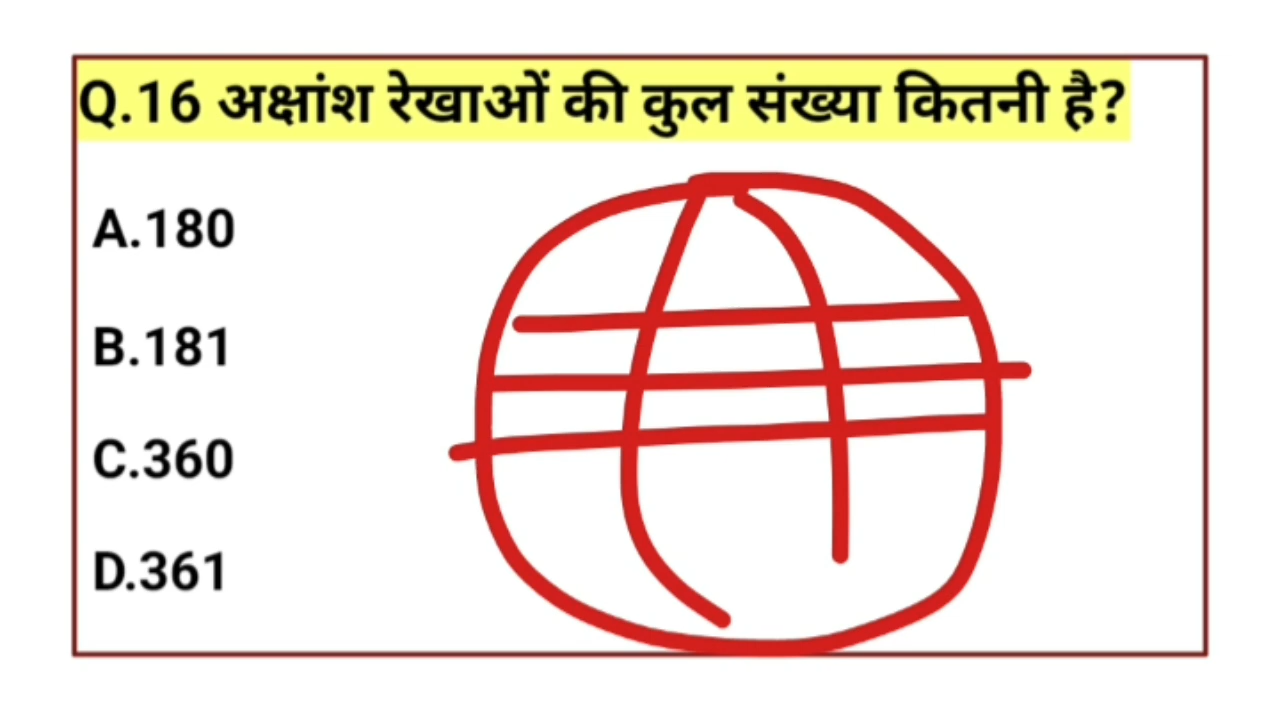 Q.16 अक्षांश रेखाओं की कुल संख्या कितनी है?
A.180
B.181
C.360
D.361